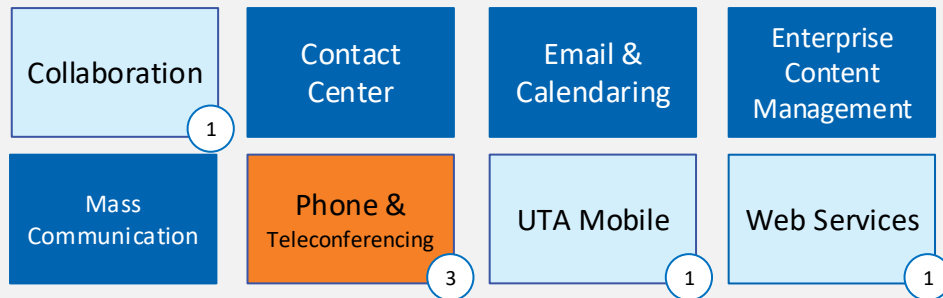 Collaboration
1
Contact
Center
Email &
Calendaring
Enterprise
Content
Management
Mass
Communication
Phone &
Teleconferencing
3
UTA Mobile
1
Web Services
1